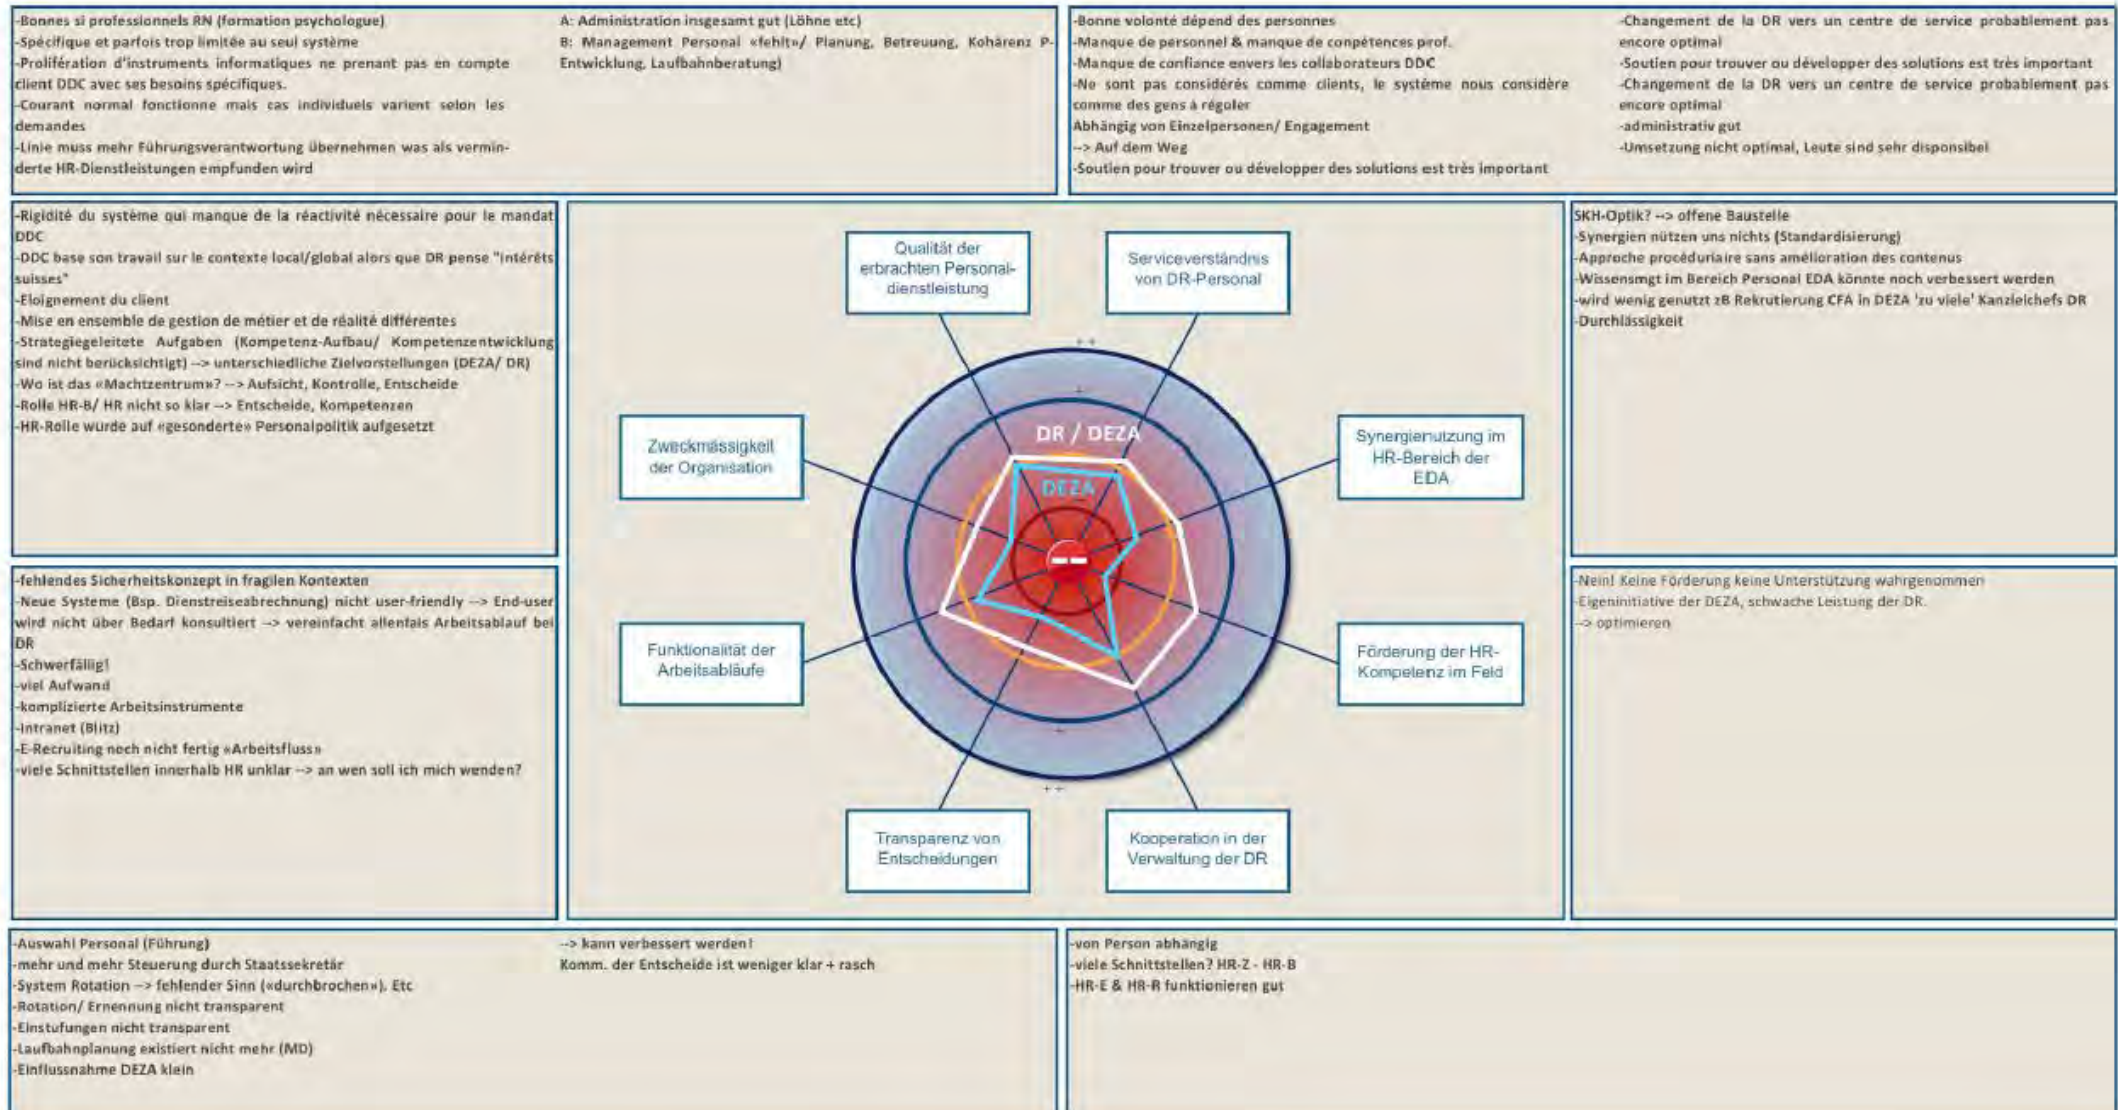 -Bonnes si professionnels RN (formation psychologue)
-Spécifique et parfois trop limitée au seul système
-Prolifération d'instruments informatiques ne prenant pas en compte
client DDC avec ses besoins spécifiques.
-Courant normal fonctionne mais cas individuels varient selon les
demandes
-Linie muss mehr Führungsverantwortung übernehmen was als vermin-
derte HR-Dienstleistungen empfunden wird
A: Administration insgesamt gut (Löhne etc)
B: Management Personal «fehlt»/ Planung, Betreuung, Kohärenz P-
Entwicklung, Laufbahnberatung)
-Bonne volonté dépend des personnes
-Manque de personnel & manque de conpétences prof.
-Manque de confiance envers les collaborateurs DDC
-Ne sont pas considérés comme clients, le système nous considère
comme des gens à réguler
Abhängig von Einzelpersonen/ Engagement
--> Auf dem Weg
-Soutien pour trouver ou développer des solutions est très important
-Changement de la DR vers un centre de service probablement pas
encore optimal
-Soutien pour trouver ou développer des solutions est très important
-Changement de la DR vers un centre de service probablement pas
encore optimal
-administrativ gut
-Umsetzung nicht optimal, Leute sind sehr disponsibel
-Rigidité du système qui manque de la réactivité nécessaire pour le mandat
DDC
-DDC base son travail sur le contexte local/global alors que DR pense "intérêts
suisses"
-Eloignement du client
-Mise en ensemble de gestion de métier et de réalité différentes
-Strategiegeleitete Aufgaben (Kompetenz-Aufbau/ Kompetenzentwicklung
sind nicht berücksichtigt) --> unterschiedliche Zielvorstellungen (DEZA/ DR)
-Wo ist das «Machtzentrum»? --> Aufsicht, Kontrolle, Entscheide
-Rolle HR-B/ HR nicht so klar --> Entscheide, Kompetenzen
-HR-Rolle wurde auf «gesonderte» Personalpolitik aufgesetzt
Qualität der
erbrachten Personal-
dienstleistung
Serviceverständnis
von DR-Personal
Zweckmässigkeit
der Organisation
Synergienutzung im
HR-Bereich der
EDA
Funktionalität der
Arbeitsabläufe
Förderung der HR-
Kompetenz im Feld
Transparenz von
Entscheidungen
Kooperation in der
Verwaltung der DR
+ +
+
DR / DEZA
DEZA
--
+
+ +
SKH-Optik? --> offene Baustelle
-Synergien nützen uns nichts (Standardisierung)
-Approche procéduriaire sans amélioration des contenus
-Wissensmgt im Bereich Personal EDA könnte noch verbessert werden
-wird wenig genutzt zB Rekrutierung CFA in DEZA 'zu viele' Kanzleichefs DR
-Durchlässigkeit
-fehlendes Sicherheitskonzept in fragilen Kontexten
-Neue Systeme (Bsp. Dienstreiseabrechnung) nicht user-friendly --> End-user
wird nicht über Bedarf konsultiert --> vereinfacht allenfals Arbeitsablauf bei
DR
-Schwerfällig!
-viel Aufwand
-komplizierte Arbeitsinstrumente
-Intranet (Blitz)
-E-Recruiting noch nicht fertig «Arbeitsfluss»
-viele Schnittstellen innerhalb HR unklar --> an wen soll ich mich wenden?
-Nein! Keine Förderung keine Unterstützung wahrgenommen
-Eigeninitiative der DEZA, schwache Leistung der DR.
--> optimieren
-Auswahl Personal (Führung)
-mehr und mehr Steuerung durch Staatssekretär
-System Rotation --> fehlender Sinn («durchbrochen»). Etc
-Rotation/ Ernennung nicht transparent
-Einstufungen nicht transparent
-Laufbahnplanung existiert nicht mehr (MD)
-Einflussnahme DEZA klein
--> kann verbessert werden!
Komm. der Entscheide ist weniger klar + rasch
-von Person abhängig
-viele Schnittstellen? HR-Z - HR-B
-HR-E & HR-R funktionieren gut